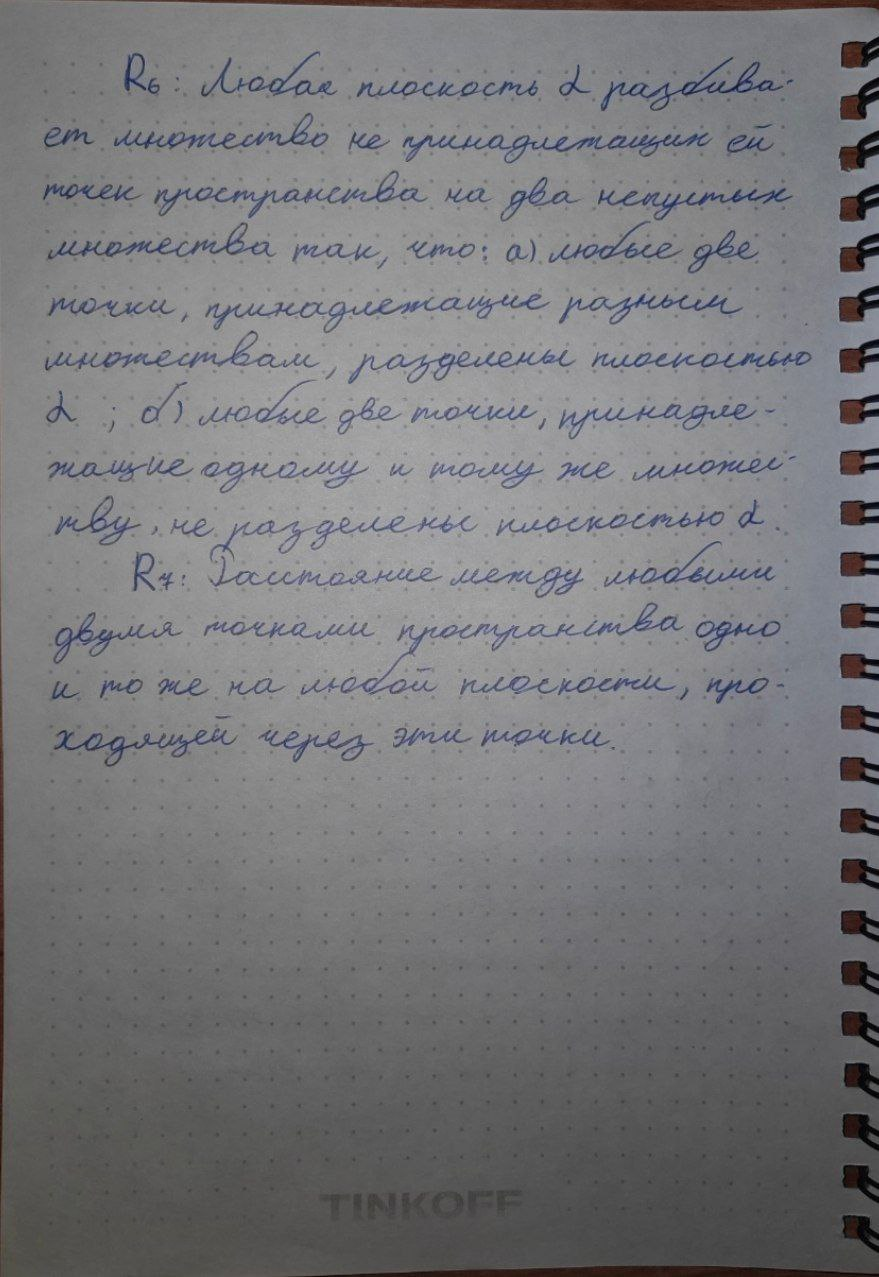 R₆: Любая плоскость α разбива-
ет множество не принадлежащих ей
точек пространства на два непустых
множества так, что: а) любые две
точки, принадлежащие разным
множествам, разделены плоскостью
α ; б) любые две точки, принадле-
жащие одному и тому же множес-
тву, не разделены плоскостью α.
R₇: Расстояние между любыми
двумя точками пространства одно
и то же на любой плоскости, про-
ходящей через эти точки.
TINKOFF